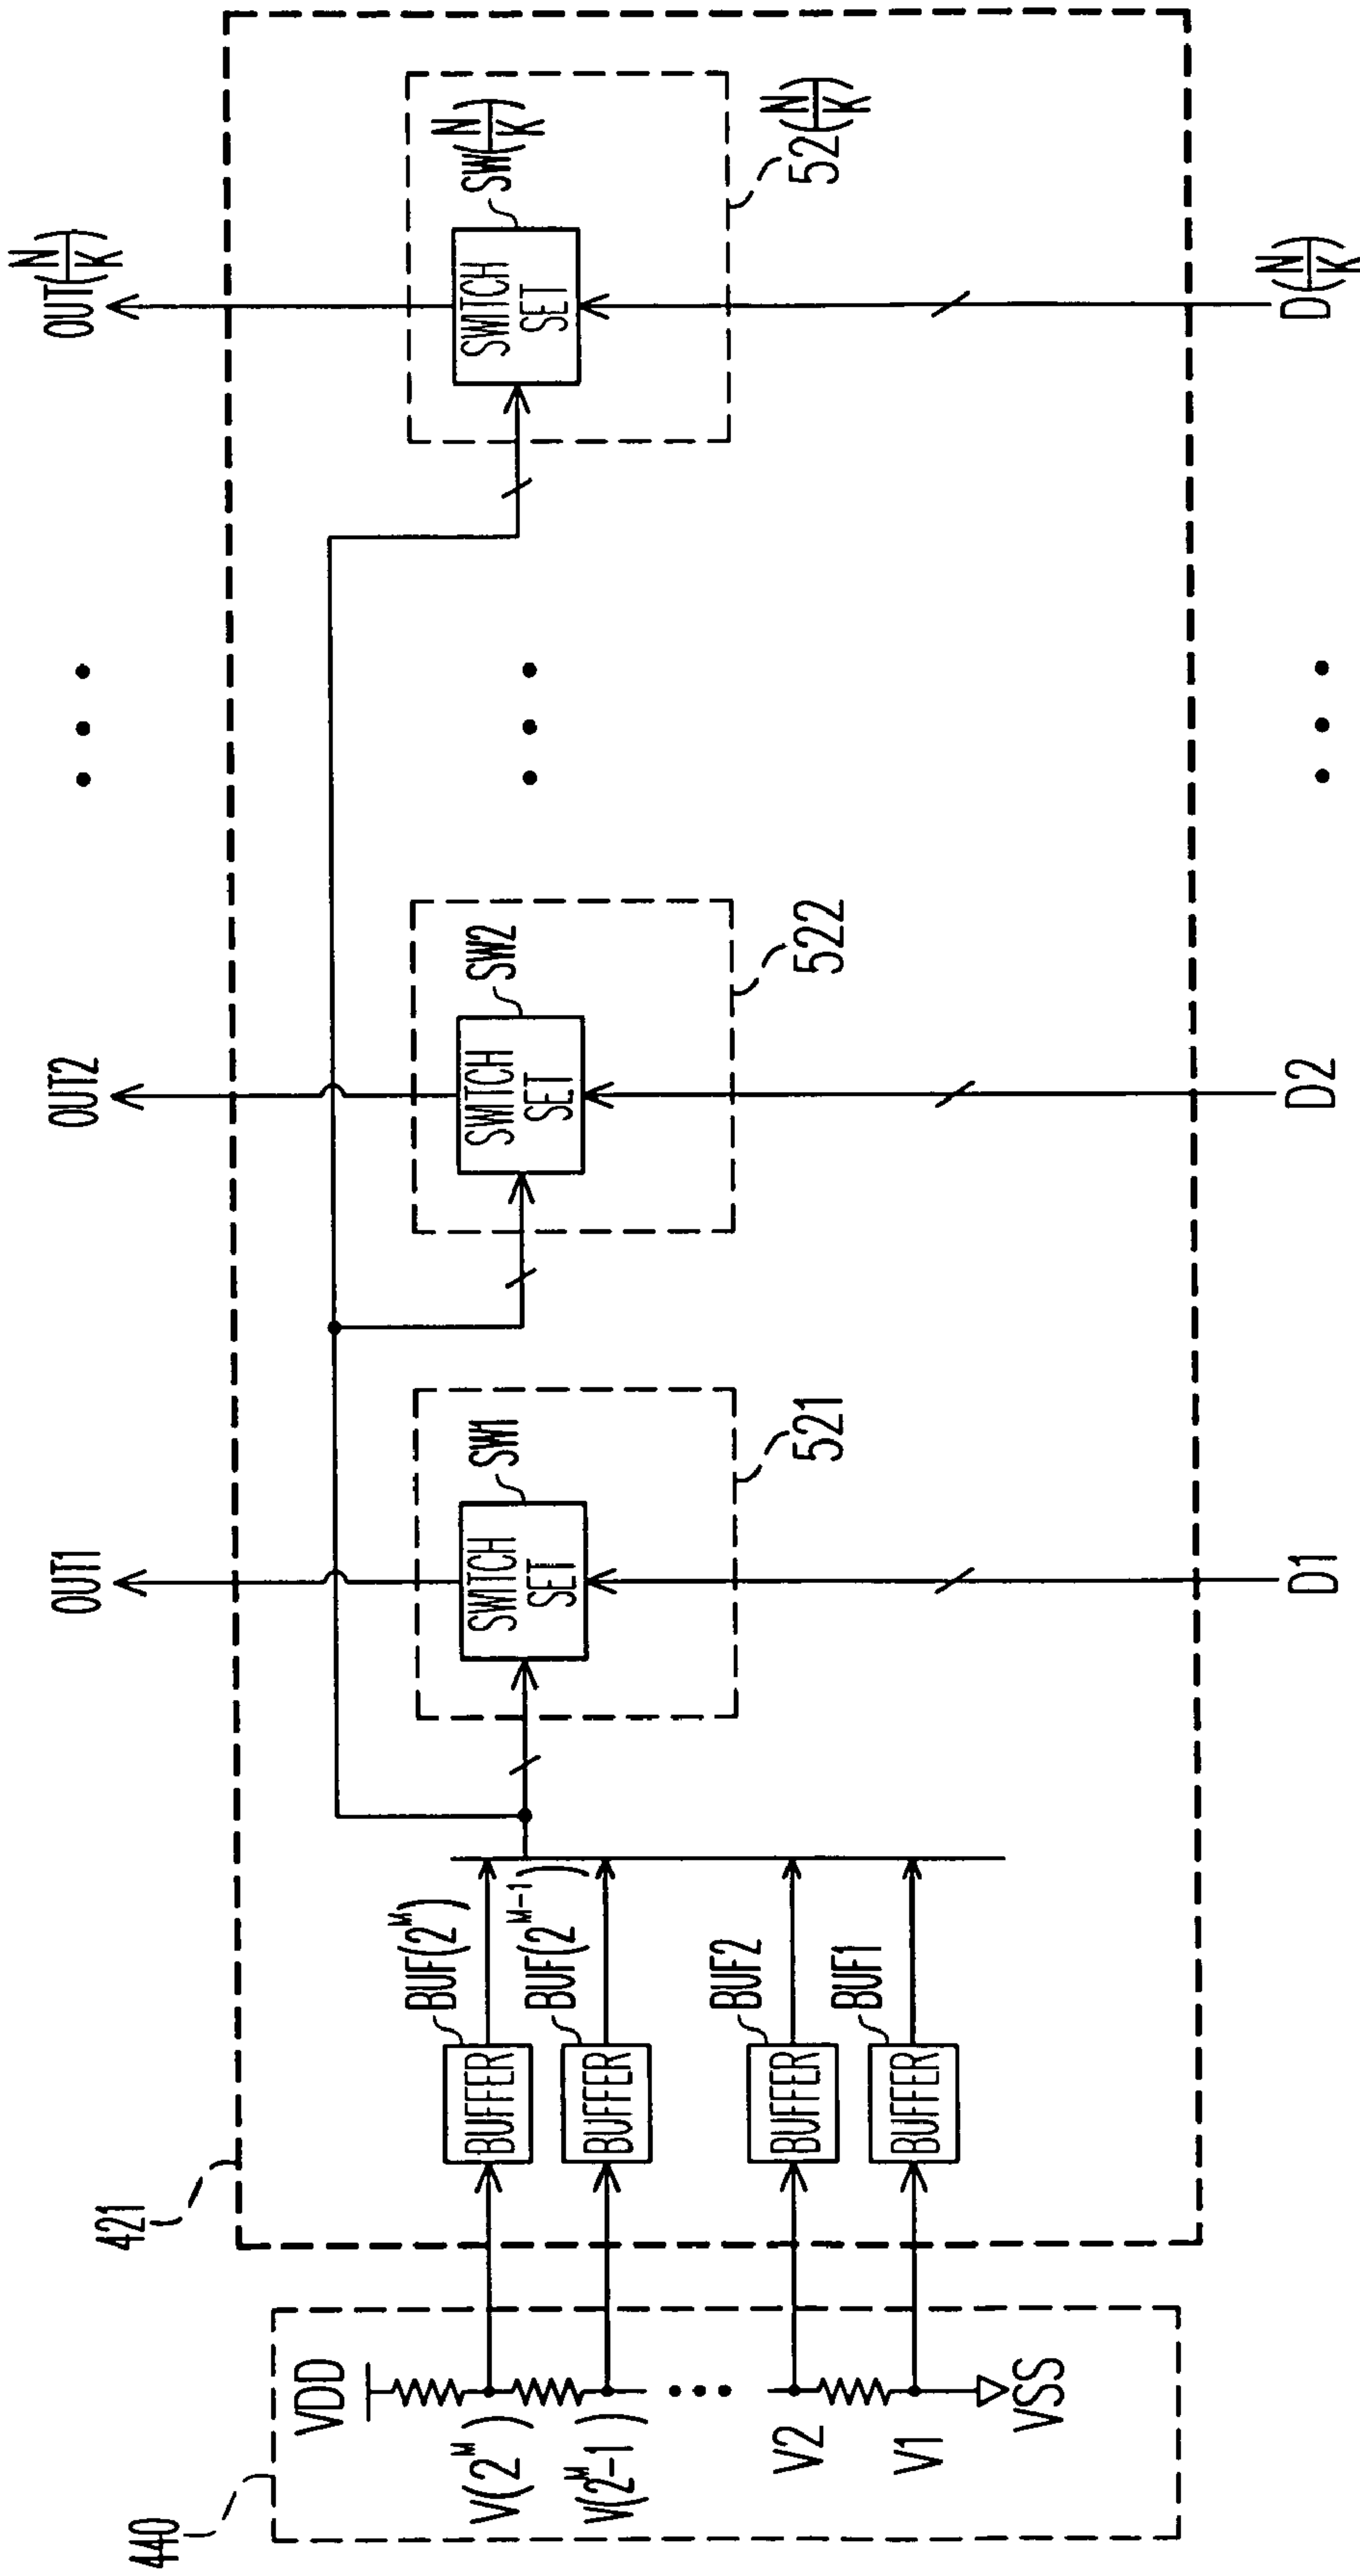 440
VDD
V(2^M)
V(2^M-1)
V2
V1
VSS
421
BUFFER
BUF(2^M)
BUFFER
BUF(2^M-1)
BUFFER
BUF2
BUFFER
BUF1
OUT1
SWITCH
SET
SW1
521
D1
OUT2
SWITCH
SET
SW2
522
D2
OUT(N/K)
SWITCH
SET
SW(N/K)
52(N/K)
D(N/K)